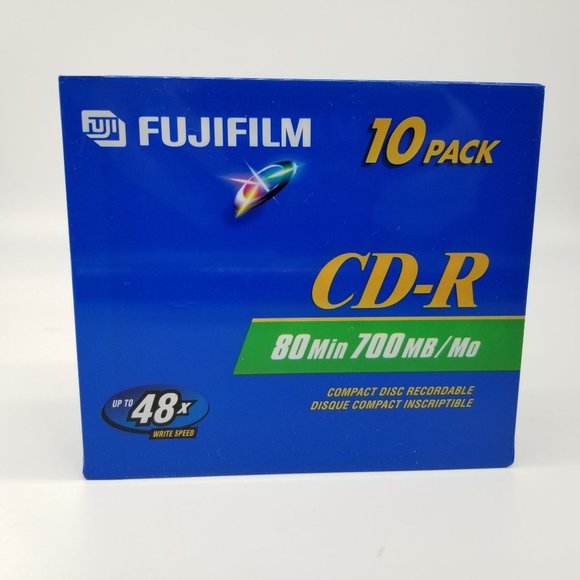 FUJI FUJIFILM
10 PACK
CD-R
80 Min 700 MB/Mo
COMPACT DISC RECORDABLE
DISQUE COMPACT INSCRIPTIBLE
UP TO 48x
WRITE SPEED